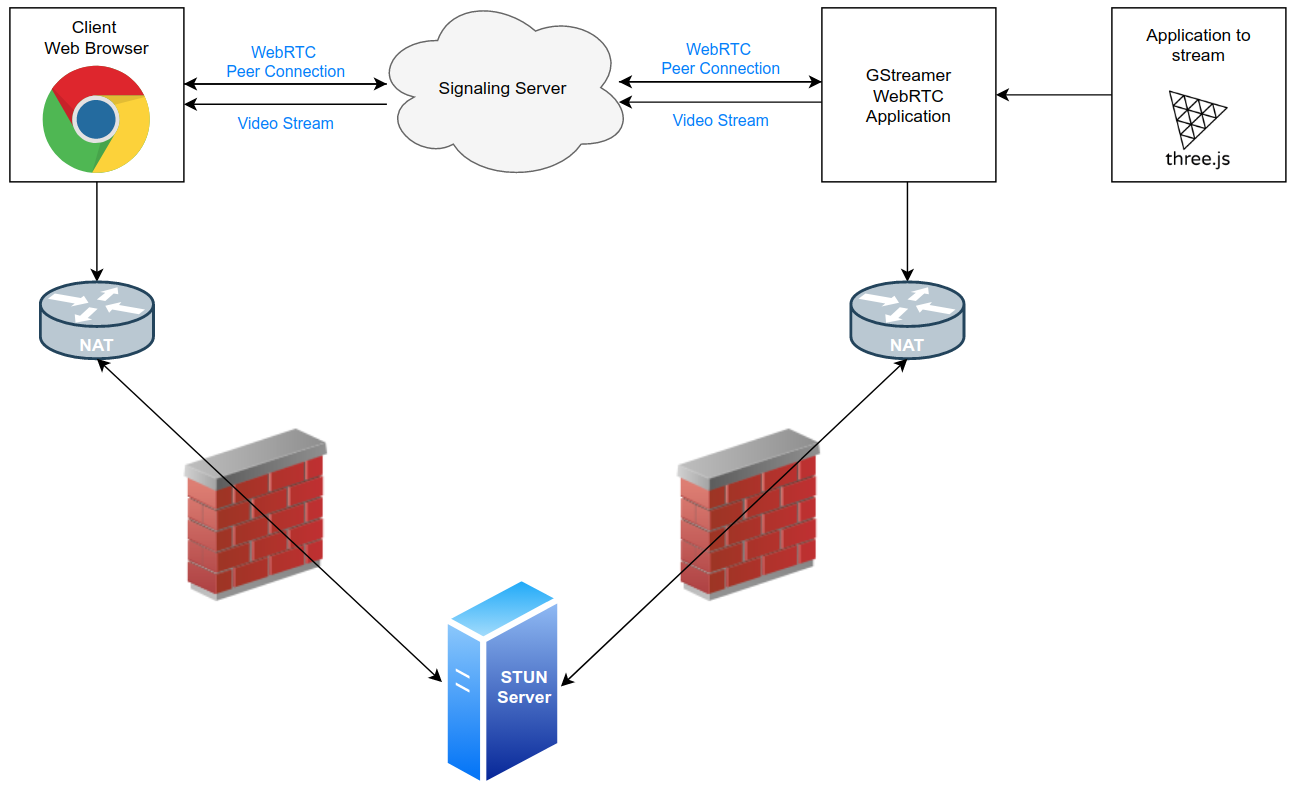 Client
Web Browser
WebRTC
Peer Connection
Video Stream
Signaling Server
WebRTC
Peer Connection
Video Stream
GStreamer
WebRTC
Application
Application to
stream
three.js
NAT
NAT
STUN
Server